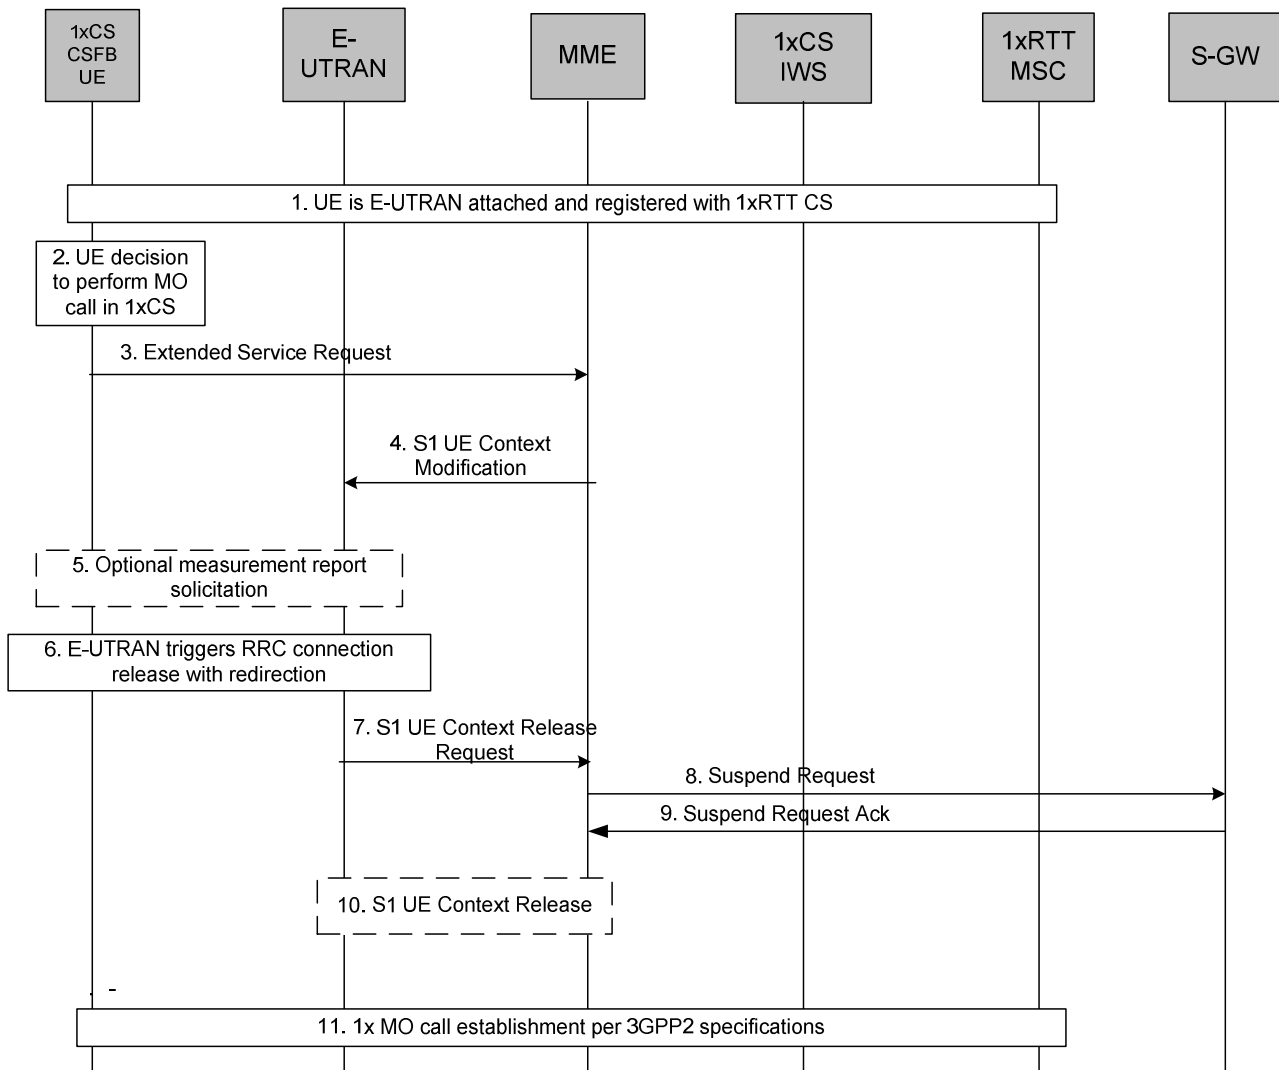 1xCS
CSFB
UE
E-
UTRAN
MME
1xCS
IWS
1xRTT
MSC
S-GW
1. UE is E-UTRAN attached and registered with 1xRTT CS
2. UE decision
to perform MO
call in 1xCS
3. Extended Service Request
4. S1 UE Context
Modification
5. Optional measurement report
solicitation
6. E-UTRAN triggers RRC connection
release with redirection
7. S1 UE Context Release
Request
8. Suspend Request
9. Suspend Request Ack
10. S1 UE Context Release
. -
11. 1x MO call establishment per 3GPP2 specifications